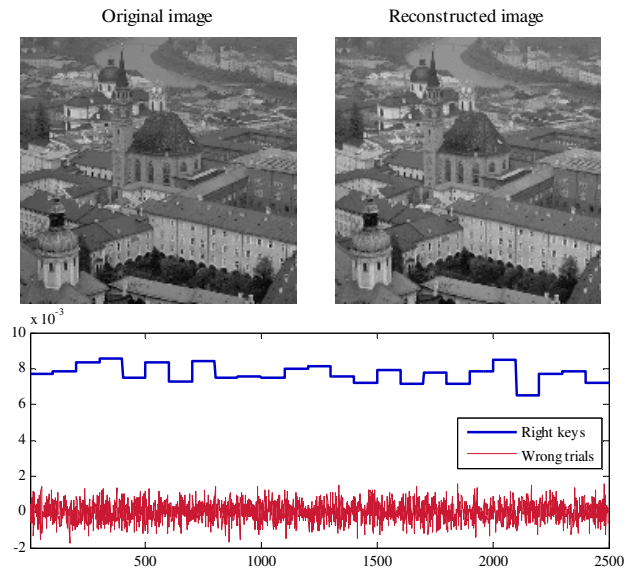 Original image
Reconstructed image
x 10-3
10
8
6
4
2
0
-2
Right keys
Wrong trials
500
1000
1500
2000
2500